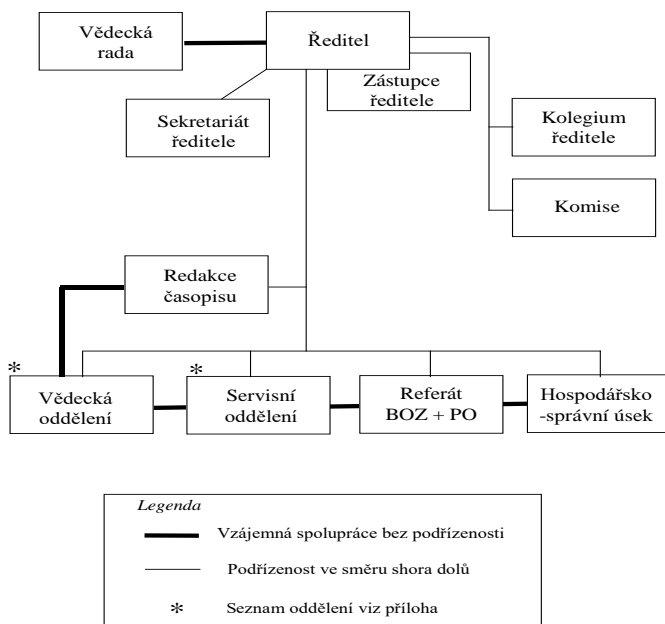 Vědecká
rada
Ředitel
Zástupce
ředitele
Sekretariát
ředitele
Kolegium
ředitele
Komise
Redakce
časopisu
*
Vědecká
oddělení
*
Servisní
oddělení
Referát
BOZ + PO
Hospodářsko
-správní úsek
Legenda
Vzájemná spolupráce bez podřízenosti
Podřízenost ve směru shora dolů
* Seznam oddělení viz příloha